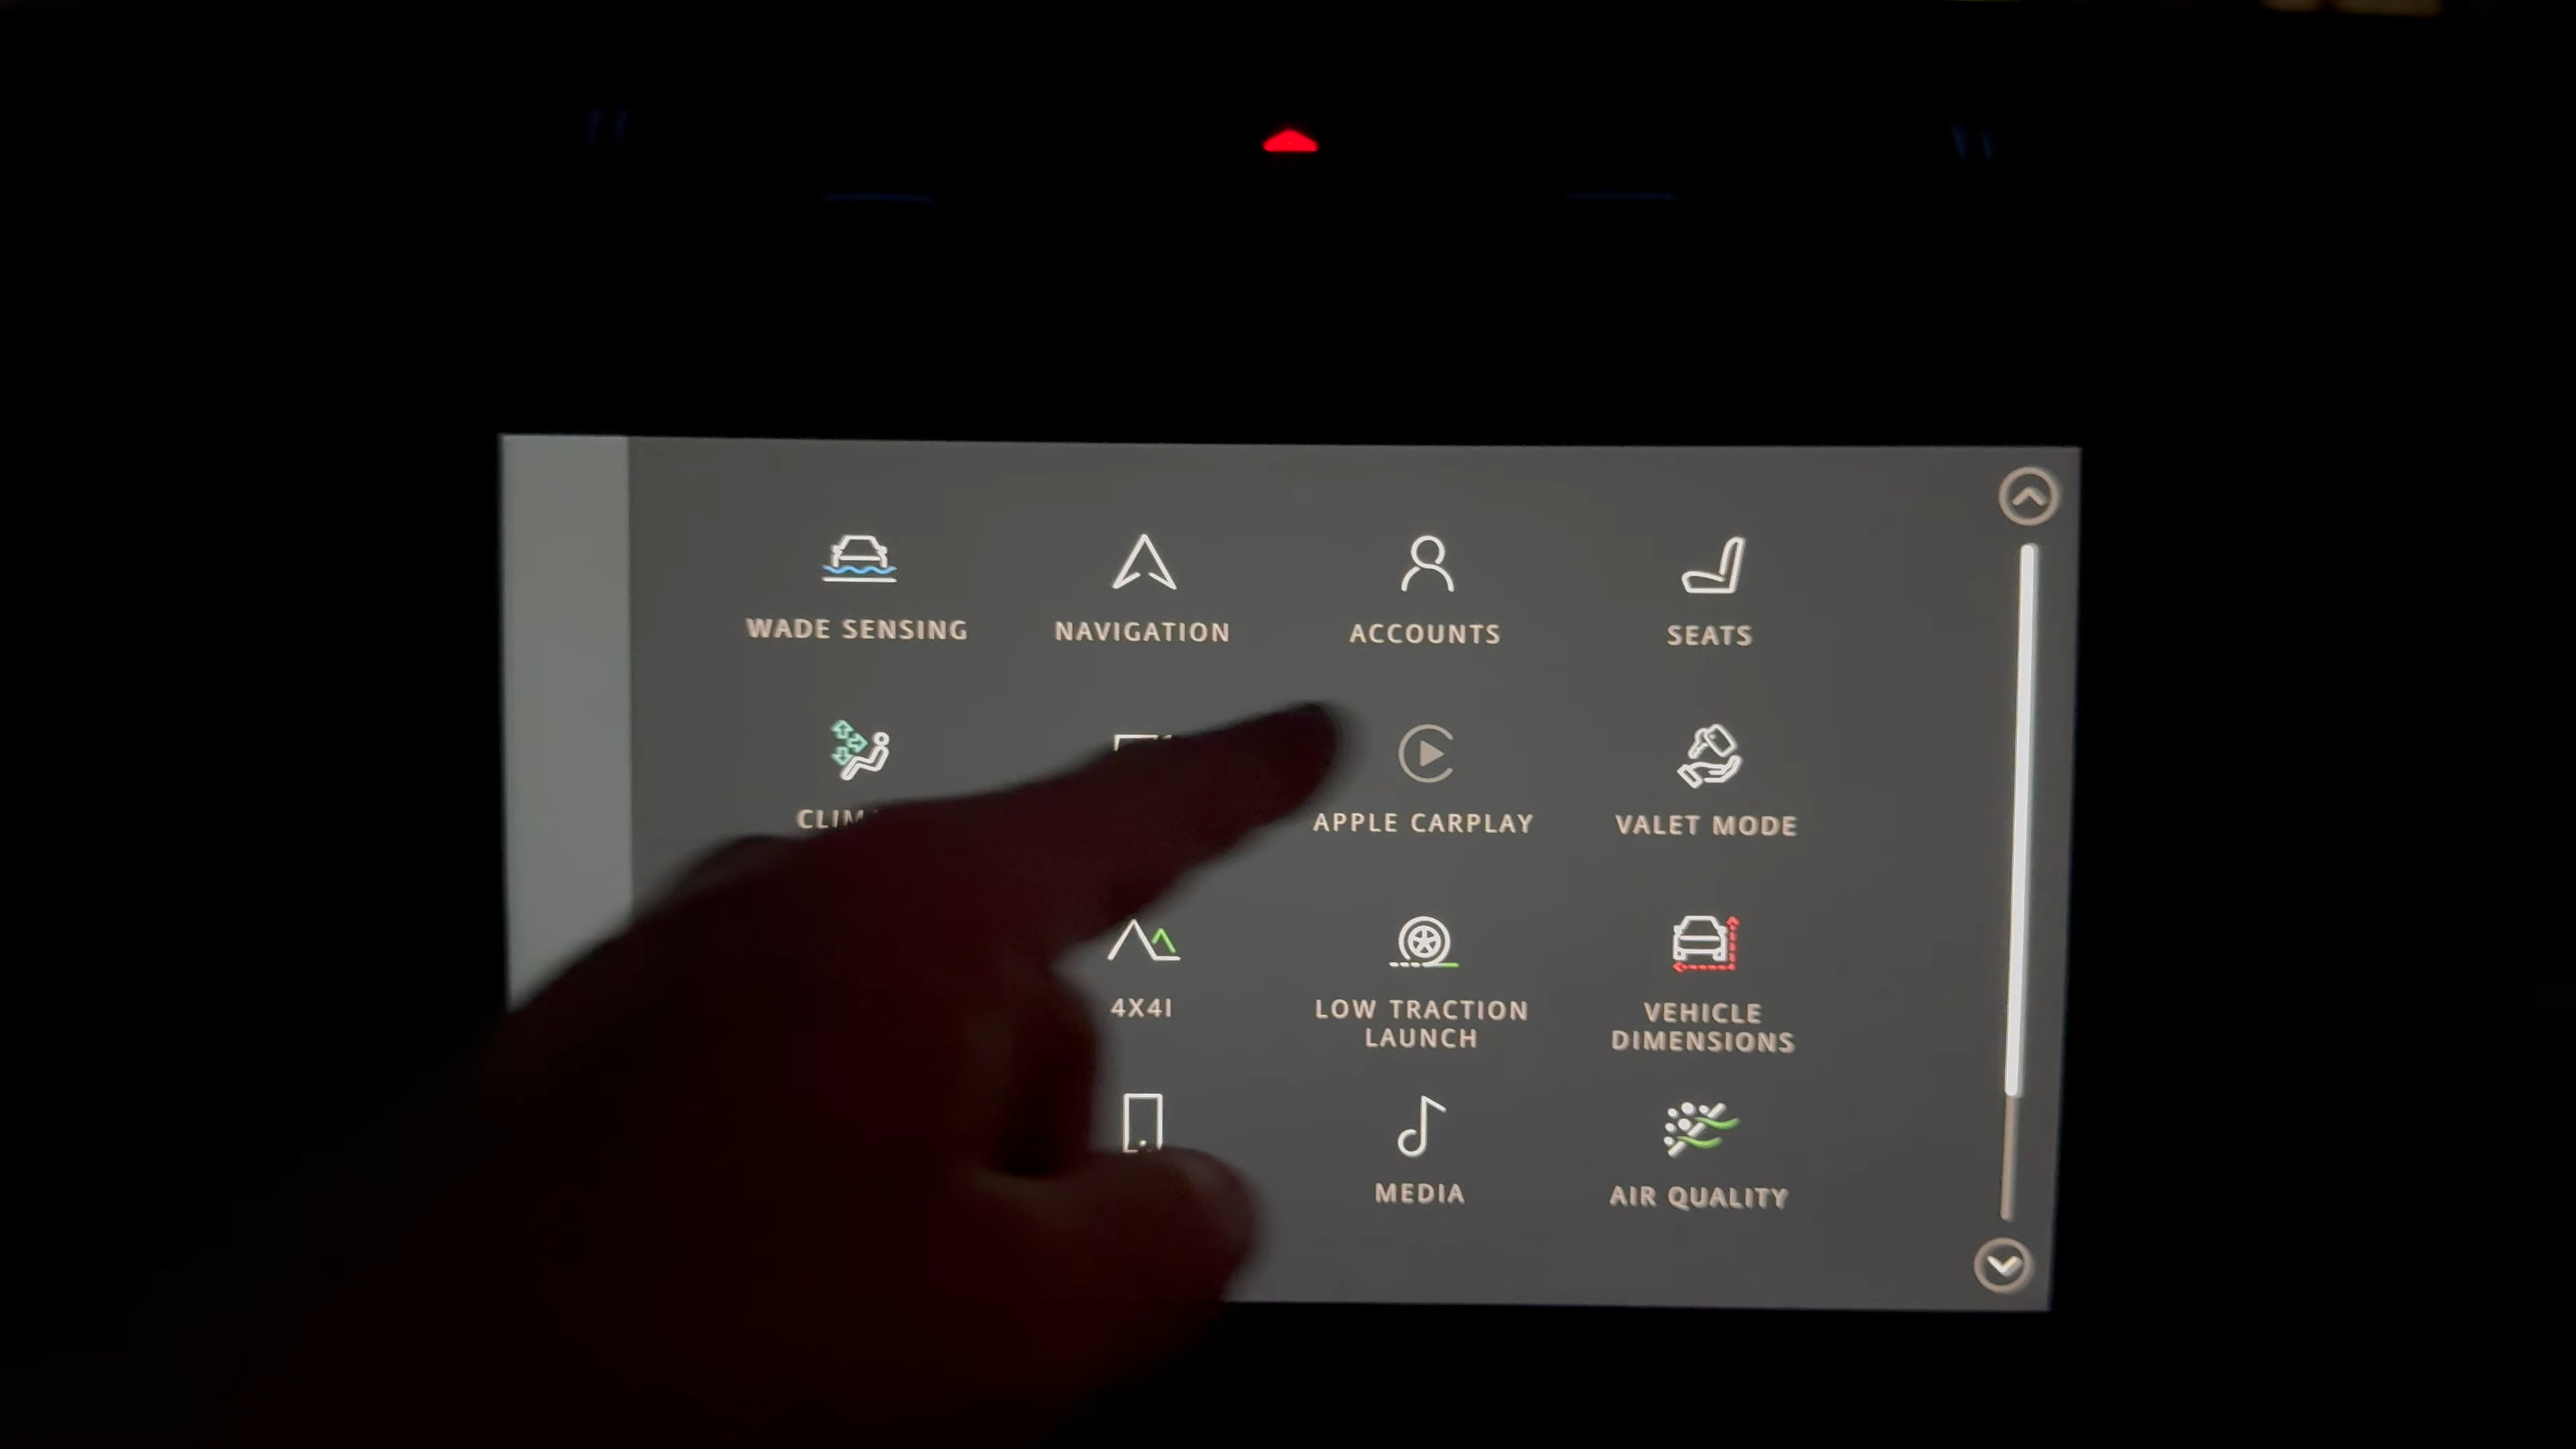 WADE SENSING
NAVIGATION
ACCOUNTS
SEATS
APPLE CARPLAY
VALET MODE
4X4I
LOW TRACTION
LAUNCH
VEHICLE
DIMENSIONS
MEDIA
AIR QUALITY